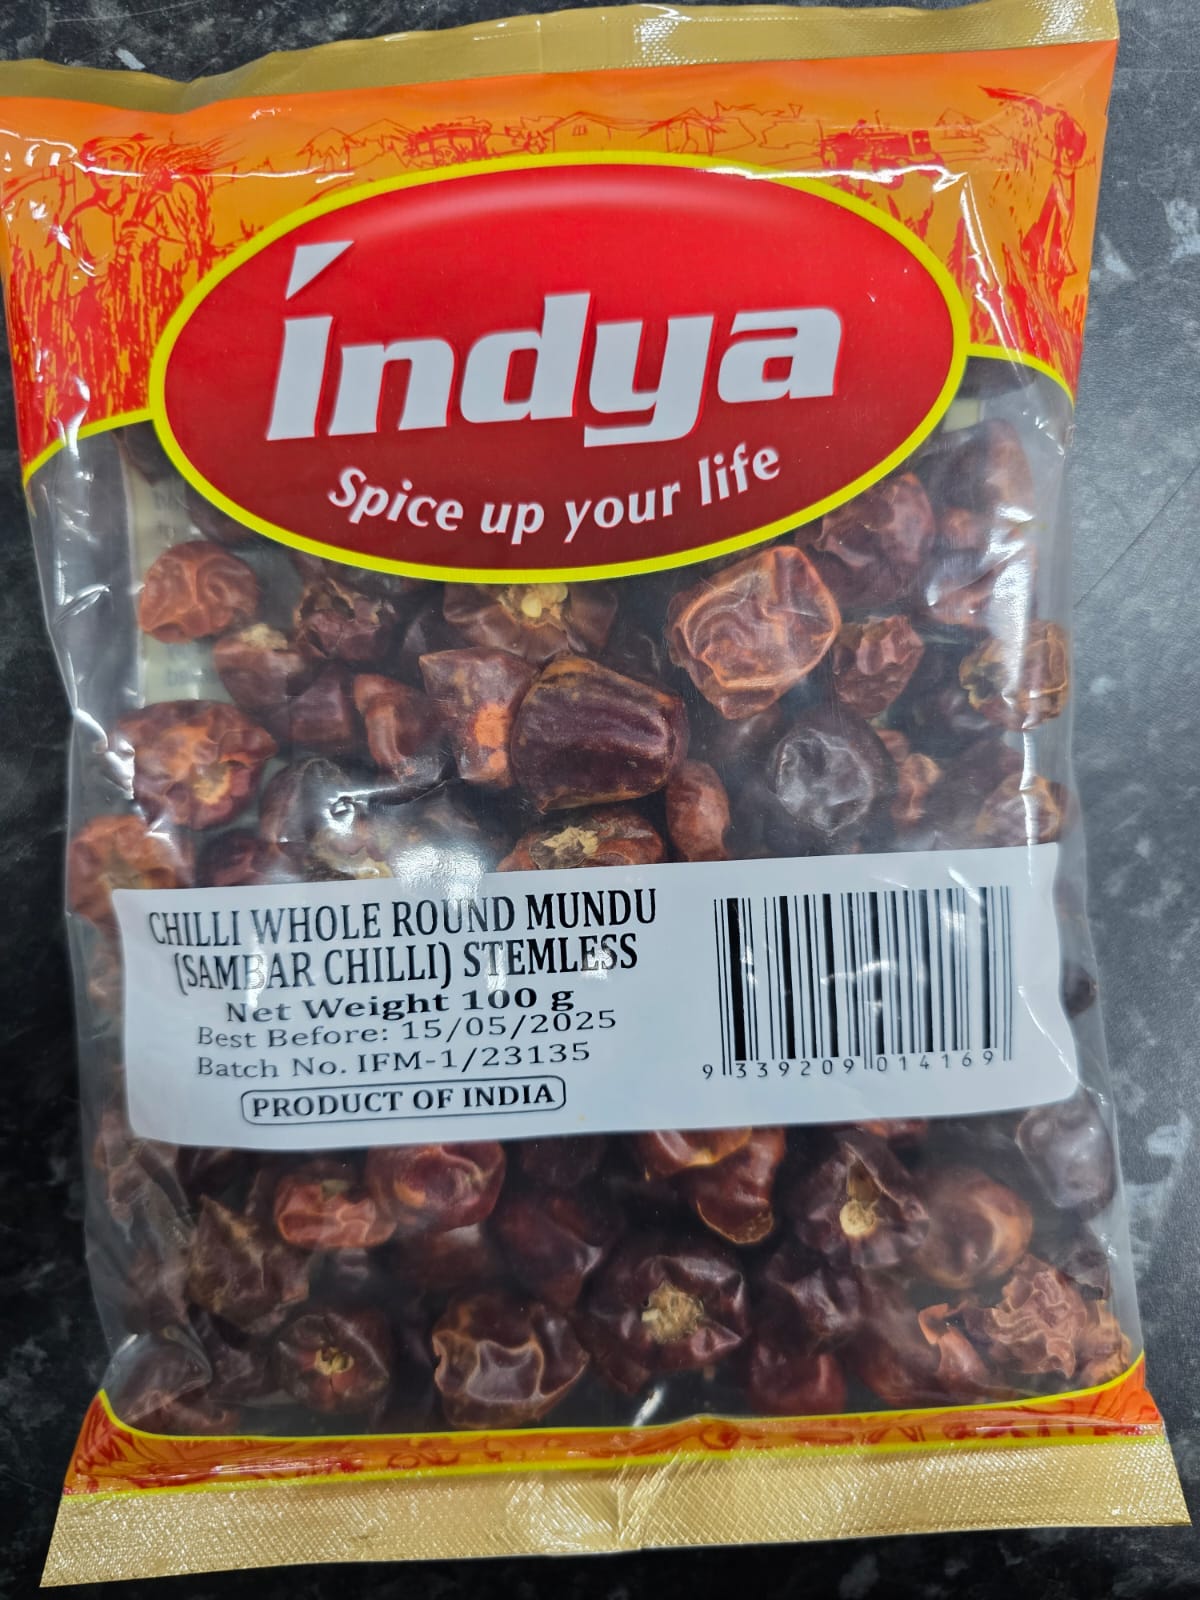 indya
Spice up your life
CHILLI WHOLE ROUND MUNDU
(SAMBAR CHILLI) STEMLESS
Net Weight 100 g
Best Before: 15/05/2025
Batch No. IFM-1/23135
PRODUCT OF INDIA
9 339209 014169